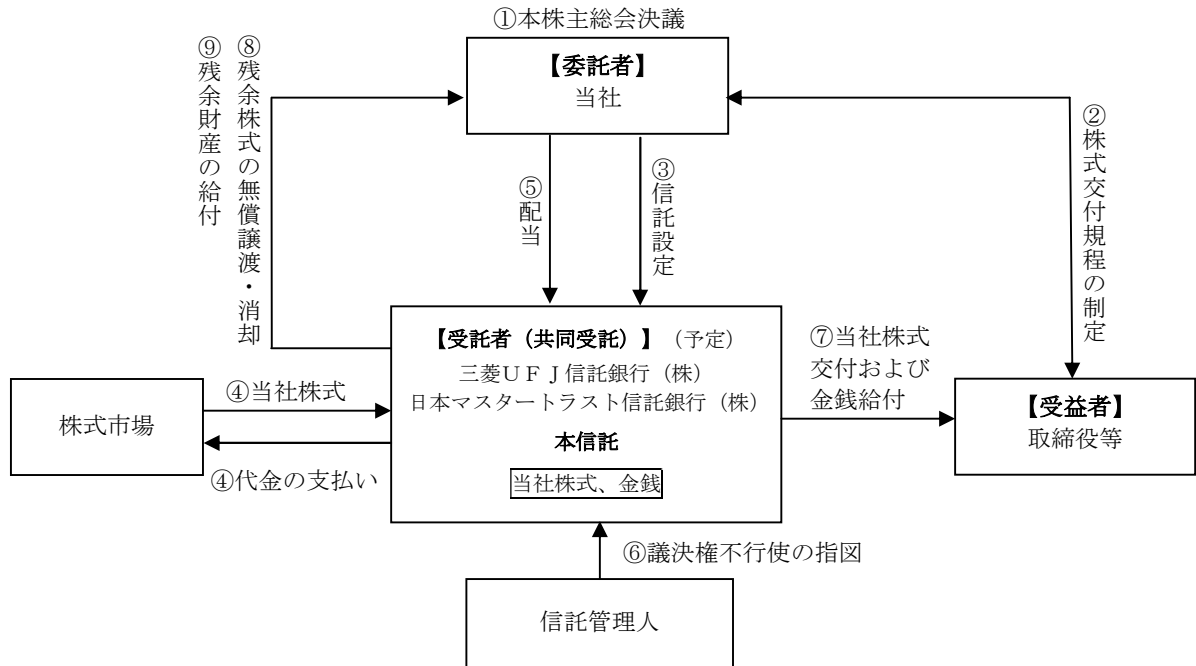 ①本株主総会決議
【委託者】
当社
⑨残余財産の給付
⑧残余株式の無償譲渡・消却
⑤配当
③信託設定
②株式交付規程の制定
【受託者（共同受託）】（予定）
三菱ＵＦＪ信託銀行（株）
日本マスタートラスト信託銀行（株）
本信託
当社株式、金銭
株式市場
④当社株式
④代金の支払い
⑦当社株式
交付および
金銭給付
【受益者】
取締役等
⑥議決権不行使の指図
信託管理人